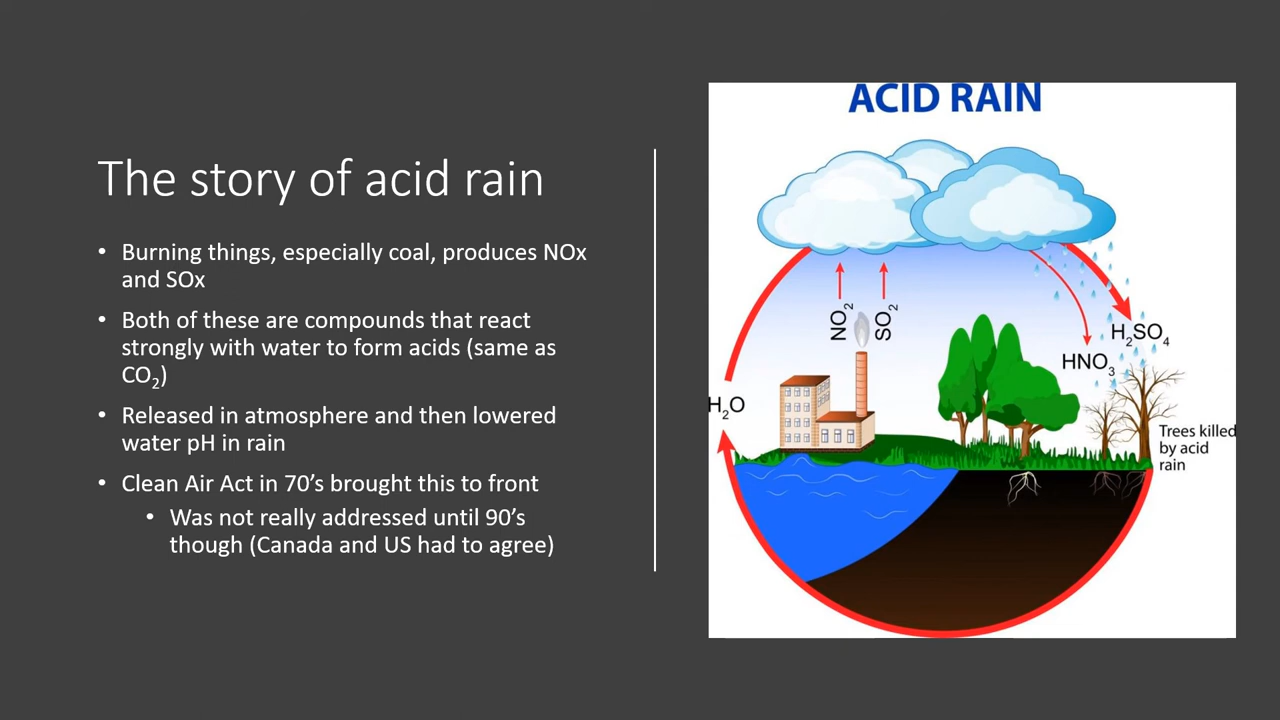 The story of acid rain
• Burning things, especially coal, produces NOx
and SOx
• Both of these are compounds that react
strongly with water to form acids (same as
CO₂)
• Released in atmosphere and then lowered
water pH in rain
• Clean Air Act in 70's brought this to front
• Was not really addressed until 90's
though (Canada and US had to agree)
ACID RAIN
NO₂
SO₂
H₂SO₄
HNO₃
H₂O
Trees killed
by acid
rain